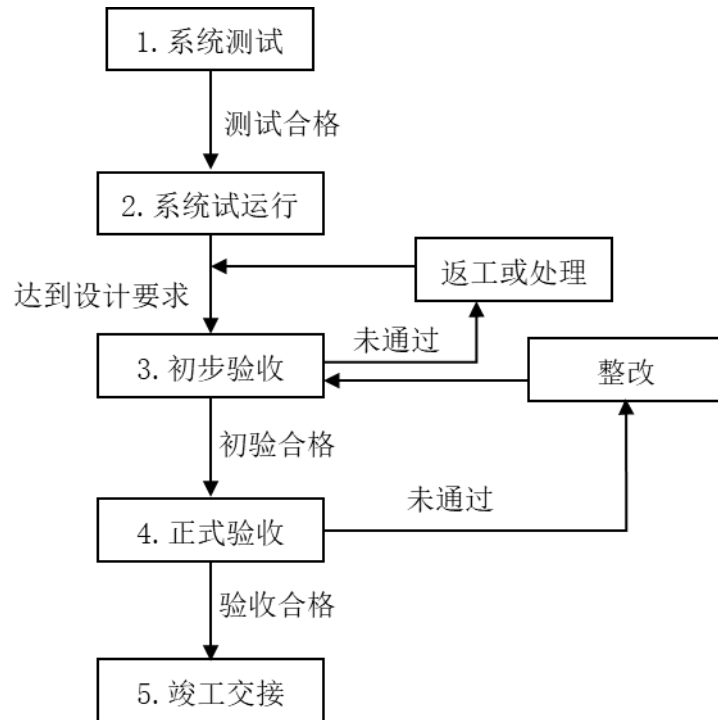 1.系统测试
测试合格
2.系统试运行
返工或处理
达到设计要求
未通过
3.初步验收
整改
初验合格
未通过
4.正式验收
验收合格
5.竣工交接